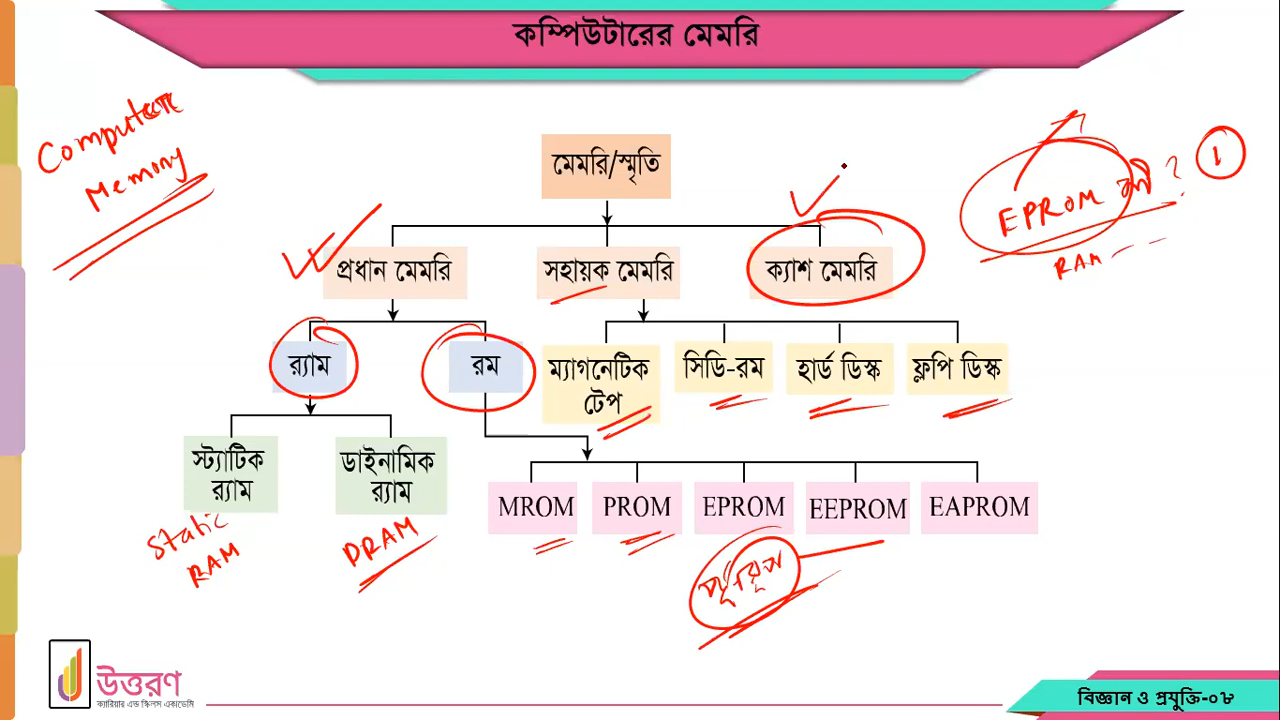 কম্পিউটারের মেমরি
Computer
Memory
মেমরি/স্মৃতি
EPROM কী ? 1
RAM
প্রধান মেমরি
সহায়ক মেমরি
ক্যাশ মেমরি
র‍্যাম
রম
ম্যাগনেটিক
টেপ
সিডি-রম
হার্ড ডিস্ক
ফ্লপি ডিস্ক
স্ট্যাটিক
র‍্যাম
ডাইনামিক
র‍্যাম
MROM
PROM
EPROM
EEPROM
EAPROM
Static
RAM
DRAM
উত্তরণ
ক্যারিয়ার এন্ড স্কিলস একাডেমি
বিজ্ঞান ও প্রযুক্তি-০৮